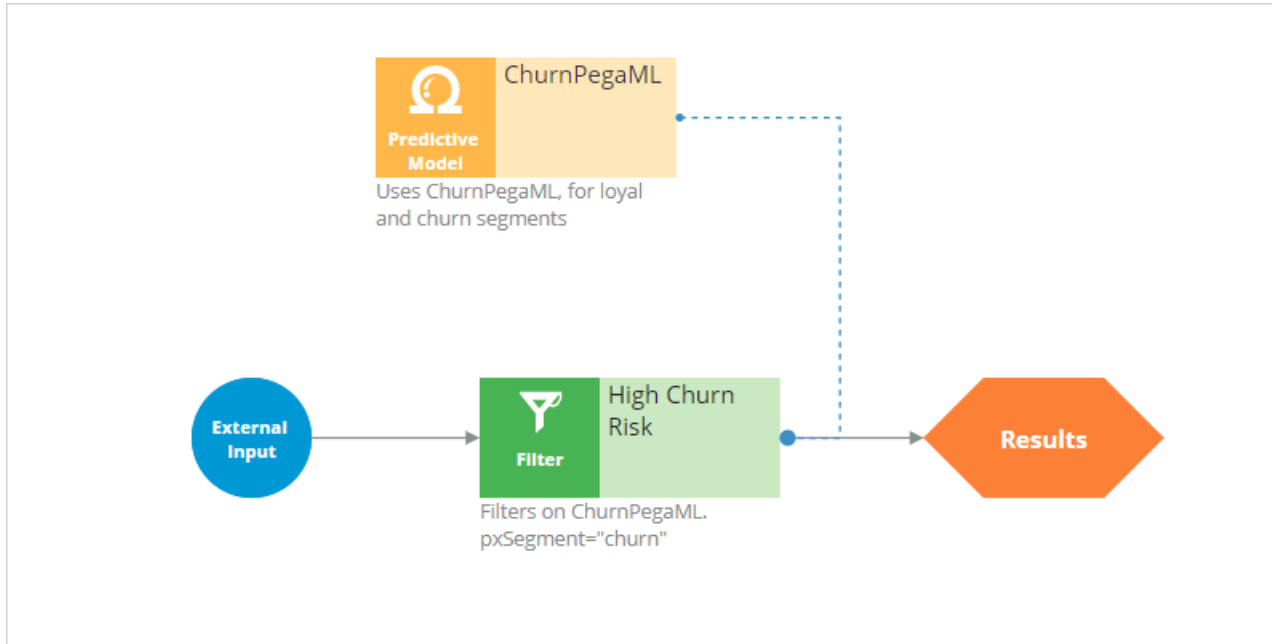 ChurnPegaML
Predictive
Model
Uses ChurnPegaML, for loyal
and churn segments
External
Input
High Churn
Risk
Filter
Filters on ChurnPegaML.
pxSegment="churn"
Results